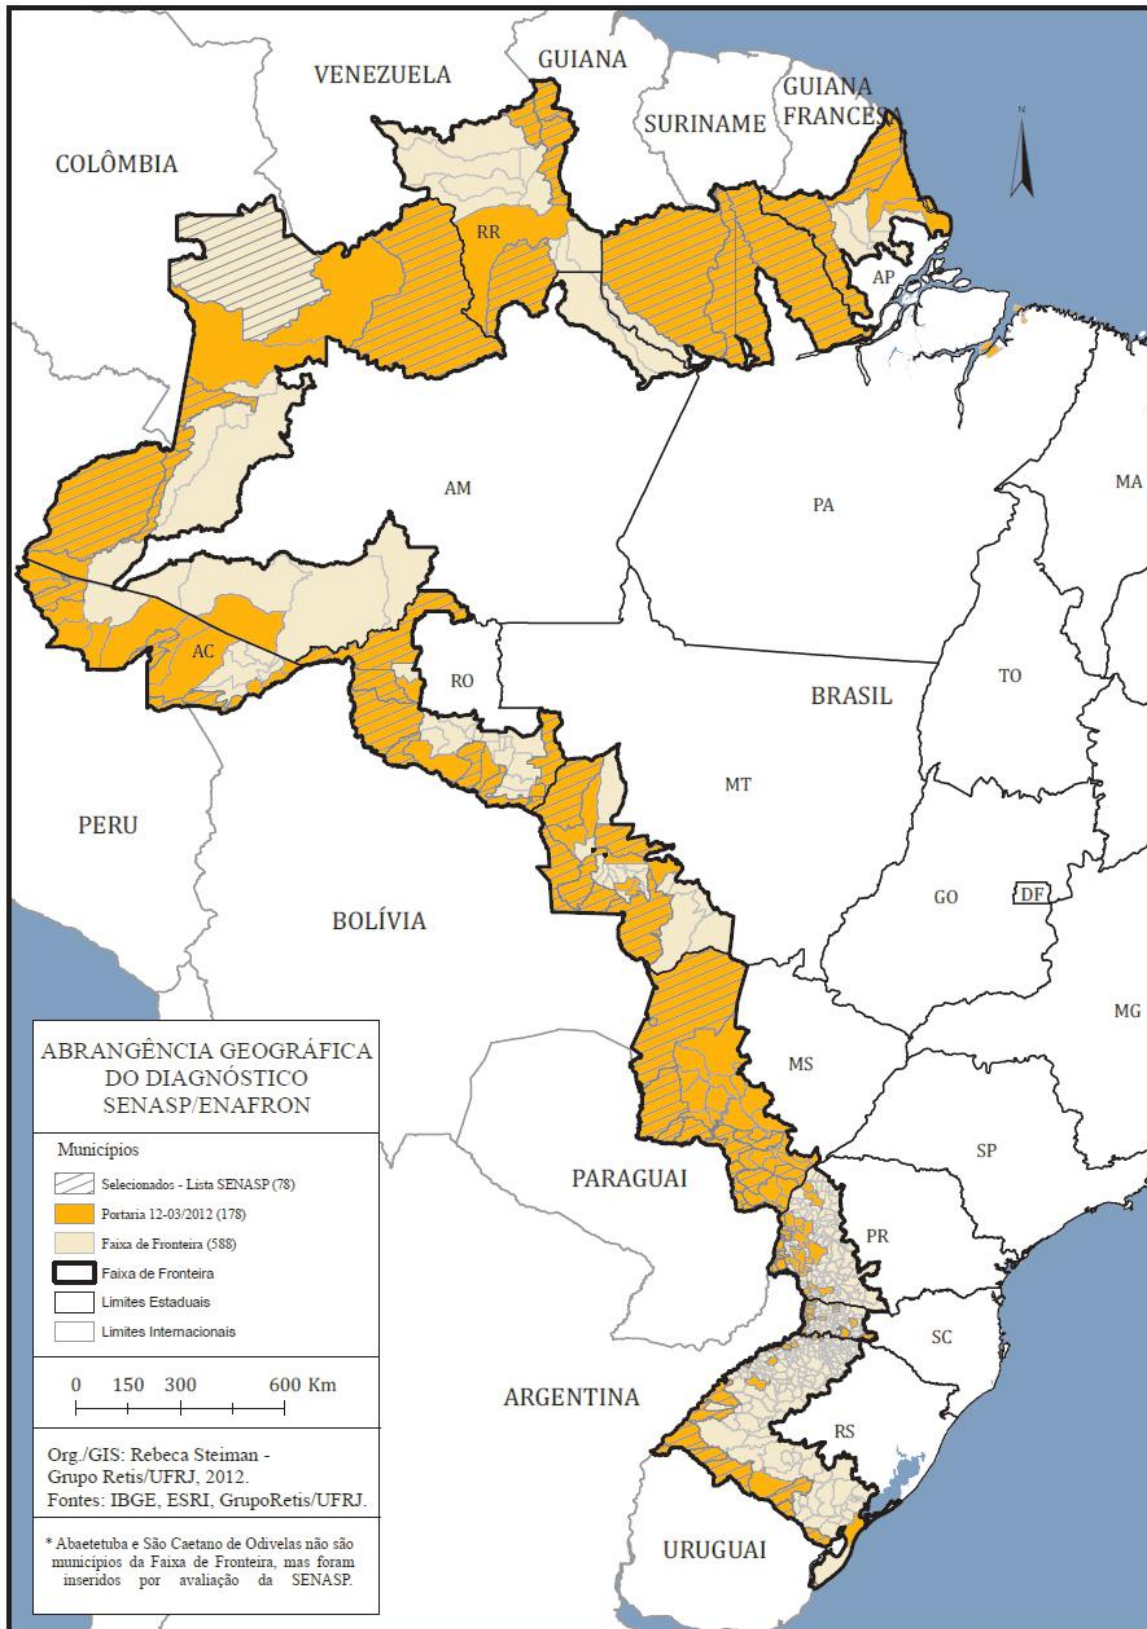 GUIANA
VENEZUELA
GUIANA
FRANCESA
SURINAME
N
COLÔMBIA
RR
AP
AM
PA
MA
AC
RO
TO
BRASIL
MT
PERU
GO
DF
BOLÍVIA
MG
MS
SP
PARAGUAI
PR
SC
ARGENTINA
RS
URUGUAI
ABRANGÊNCIA GEOGRÁFICA
DO DIAGNÓSTICO
SENASP/ENAFRON
Municípios
Selecionados - Lista SENASP (78)
Portaria 12-03/2012 (178)
Faixa de Fronteira (588)
Faixa de Fronteira
Limites Estaduais
Limites Internacionais
0 150 300 600 Km
Org./GIS: Rebeca Steiman -
Grupo Retis/UFRJ, 2012.
Fontes: IBGE, ESRI, GrupoRetis/UFRJ.
* Abaetetuba e São Caetano de Odivelas não são
municípios da Faixa de Fronteira, mas foram
inseridos por avaliação da SENASP.